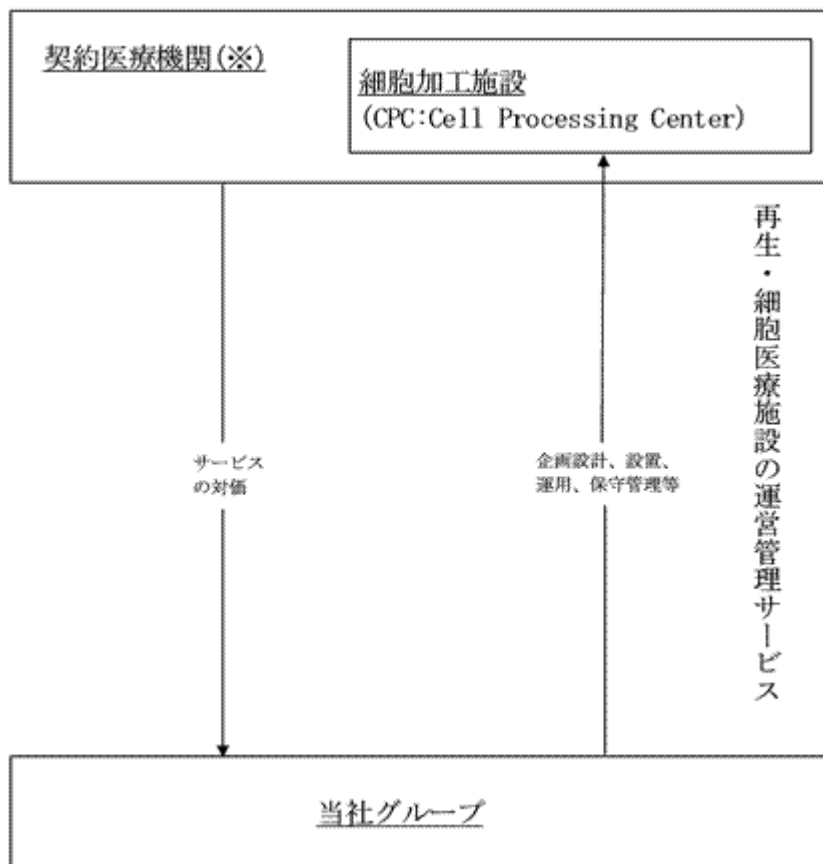 契約医療機関(※)
細胞加工施設
(CPC:Cell Processing Center)
再生・細胞医療施設の運営管理サービス
サービス
の対価
企画設計、設置、
運用、保守管理等
当社グループ